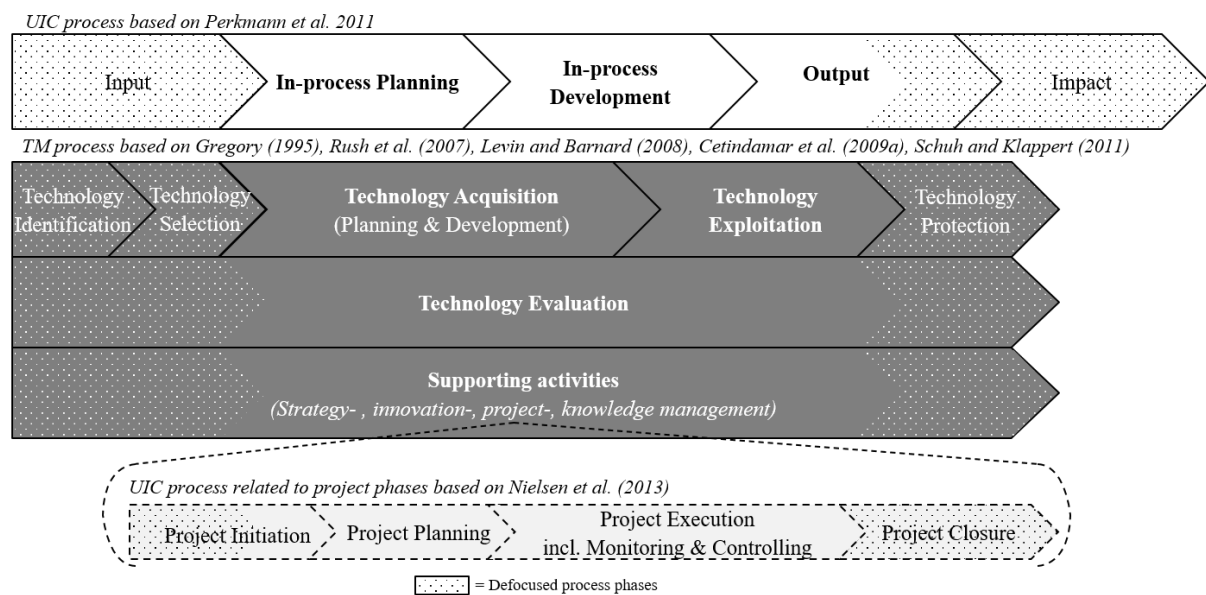 UIC process based on Perkmann et al. 2011
Input
In-process Planning
In-process
Development
Output
Impact
TM process based on Gregory (1995), Rush et al. (2007), Levin and Barnard (2008), Cetindamar et al. (2009a), Schuh and Klappert (2011)
Technology
Identification
Technology
Selection
Technology Acquisition
(Planning & Development)
Technology
Exploitation
Technology
Protection
Technology Evaluation
Supporting activities
(Strategy- , innovation-, project-, knowledge management)
UIC process related to project phases based on Nielsen et al. (2013)
Project Initiation
Project Planning
Project Execution
incl. Monitoring & Controlling
Project Closure
= Defocused process phases